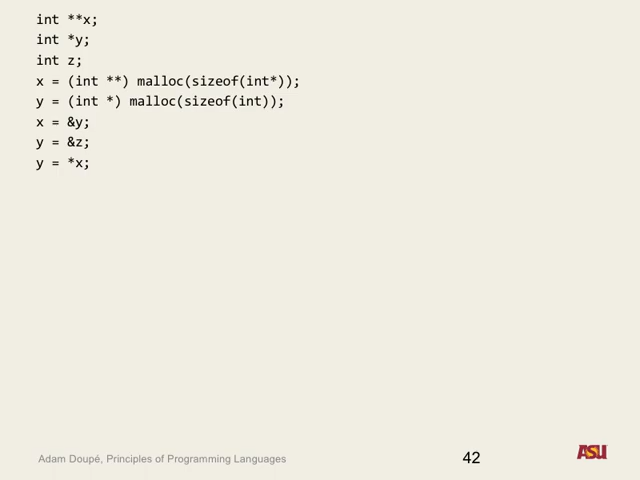 int **x;
int *y;
int z;
x = (int **) malloc(sizeof(int*));
y = (int *) malloc(sizeof(int));
x = &y;
y = &z;
y = *x;
Adam Doupé, Principles of Programming Languages
42
ASU